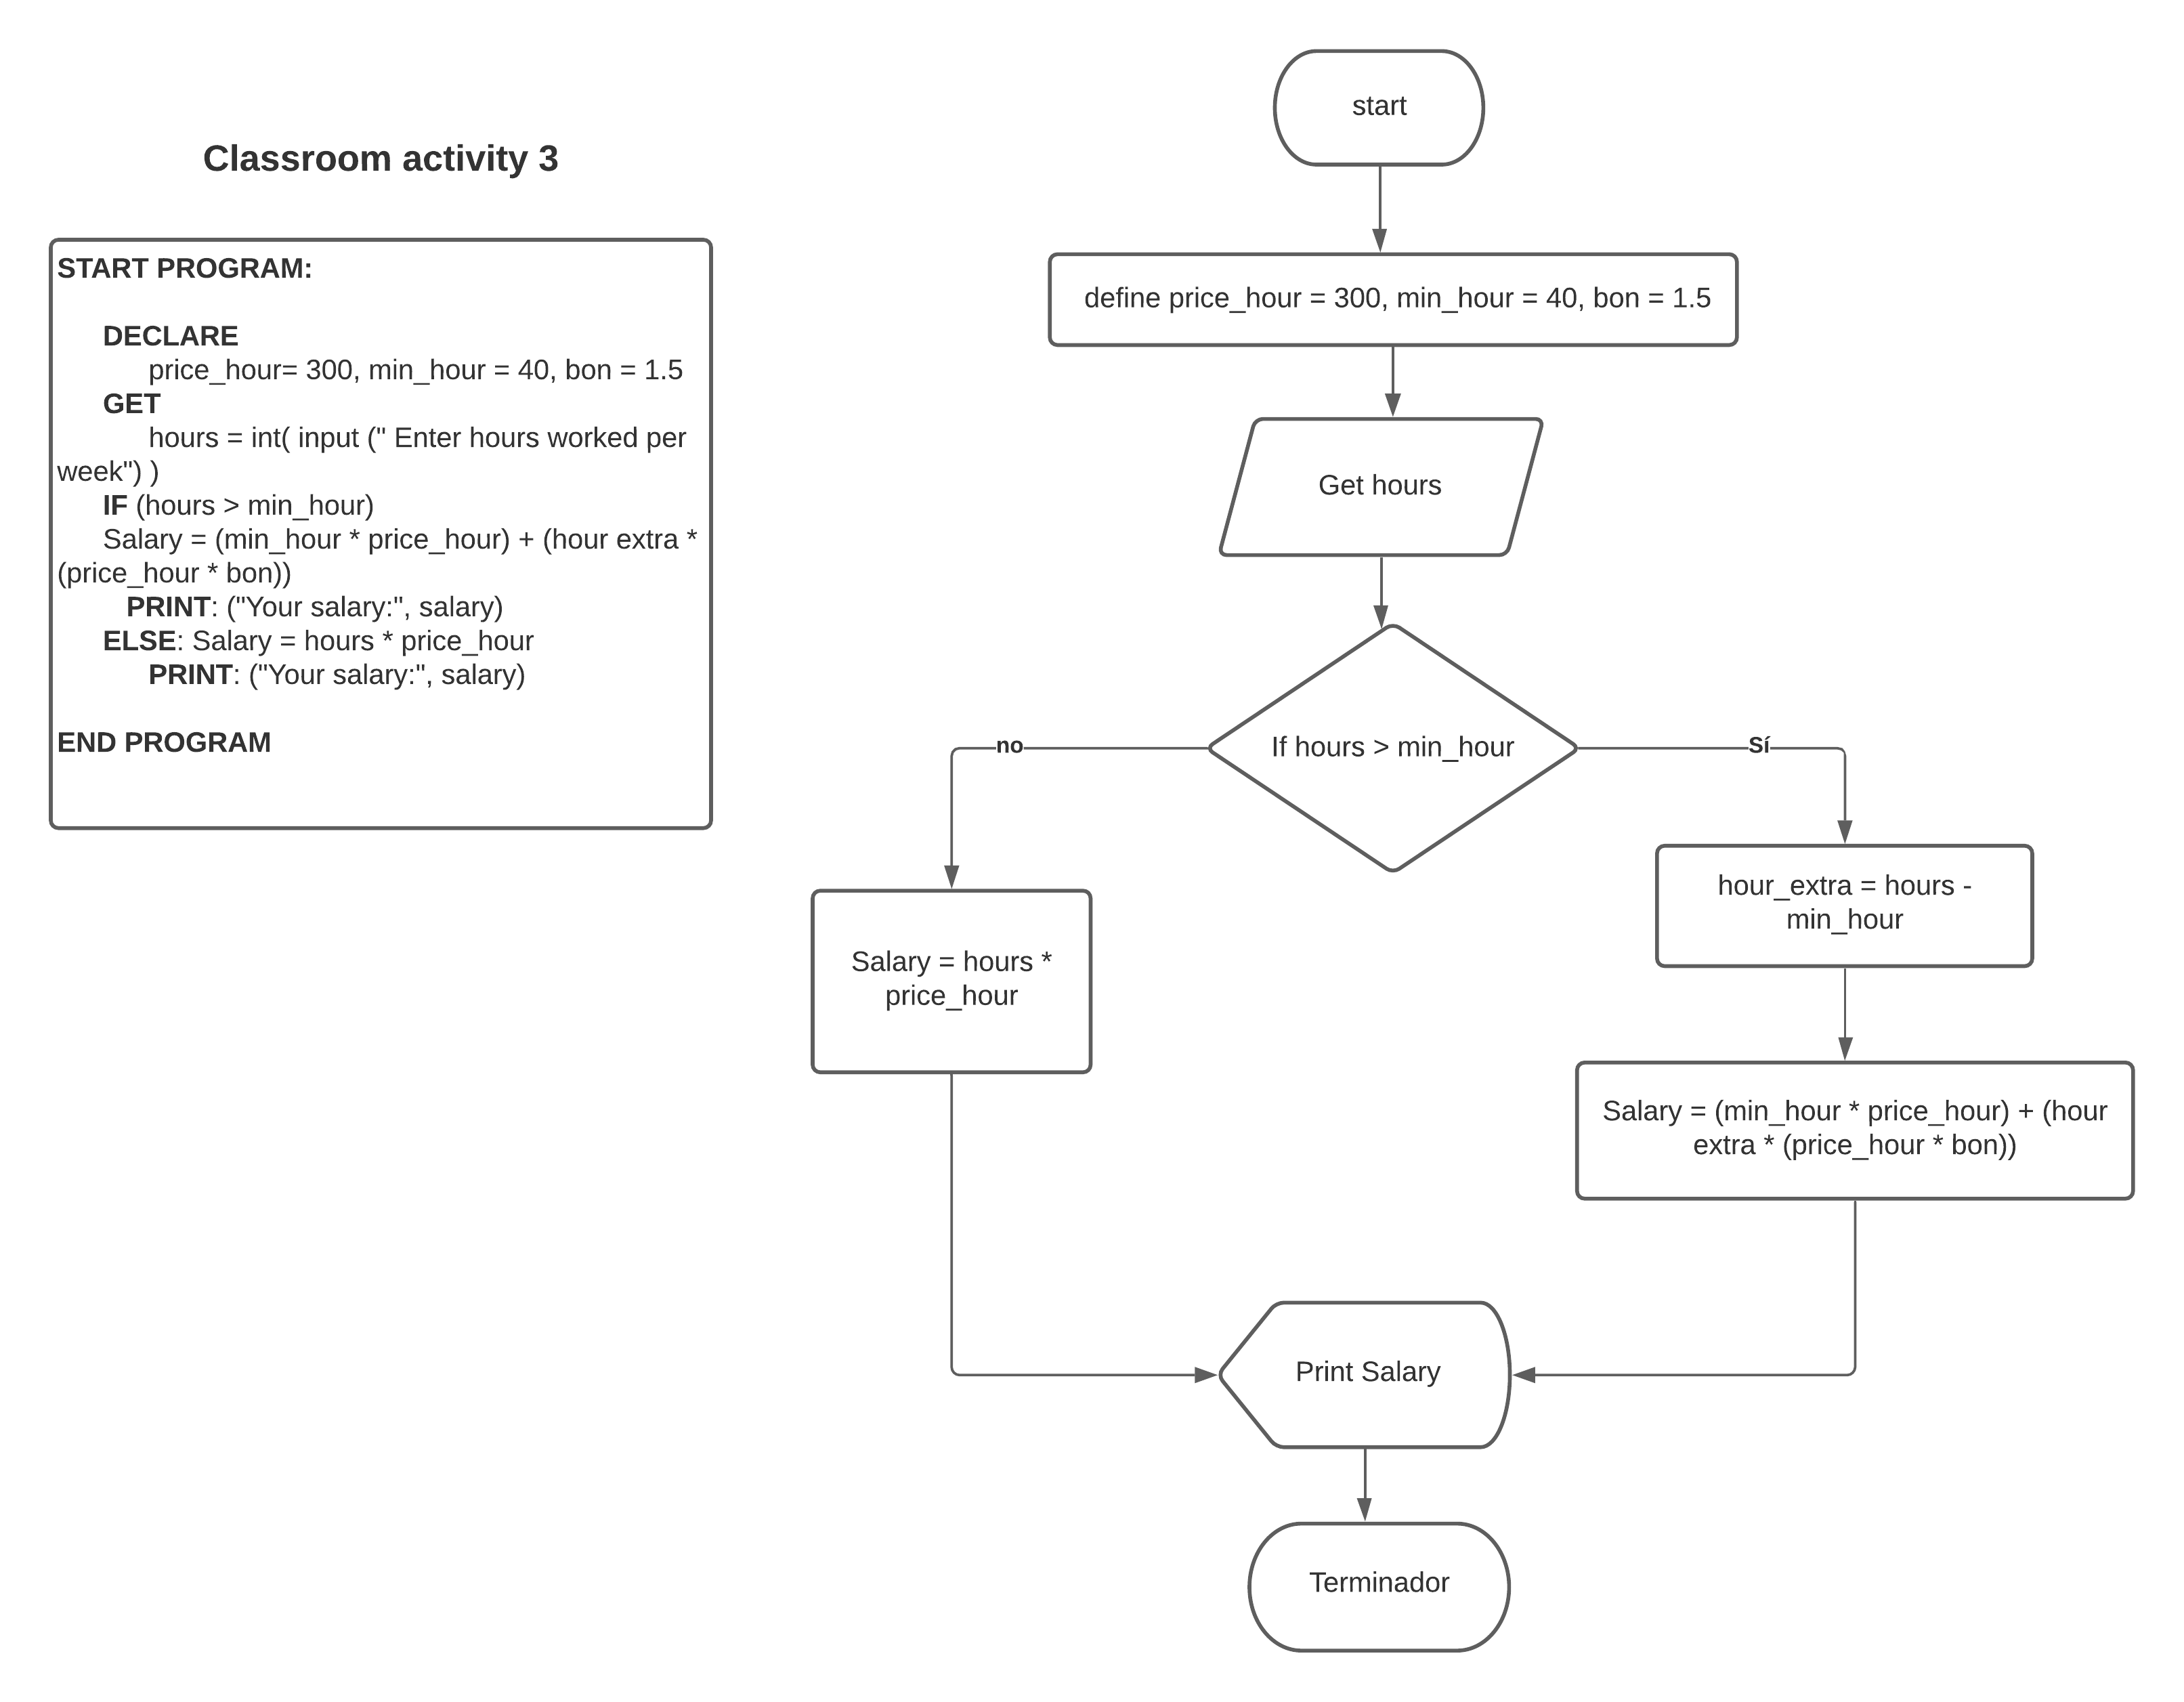 Classroom activity 3
START PROGRAM:
DECLARE
price_hour= 300, min_hour = 40, bon = 1.5
GET
hours = int( input (" Enter hours worked per
week") )
IF (hours > min_hour)
Salary = (min_hour * price_hour) + (hour extra *
(price_hour * bon))
PRINT: ("Your salary:", salary)
ELSE: Salary = hours * price_hour
PRINT: ("Your salary:", salary)
END PROGRAM
start
define price_hour = 300, min_hour = 40, bon = 1.5
Get hours
If hours > min_hour
no
Sí
Salary = hours *
price_hour
hour_extra = hours -
min_hour
Salary = (min_hour * price_hour) + (hour
extra * (price_hour * bon))
Print Salary
Terminador